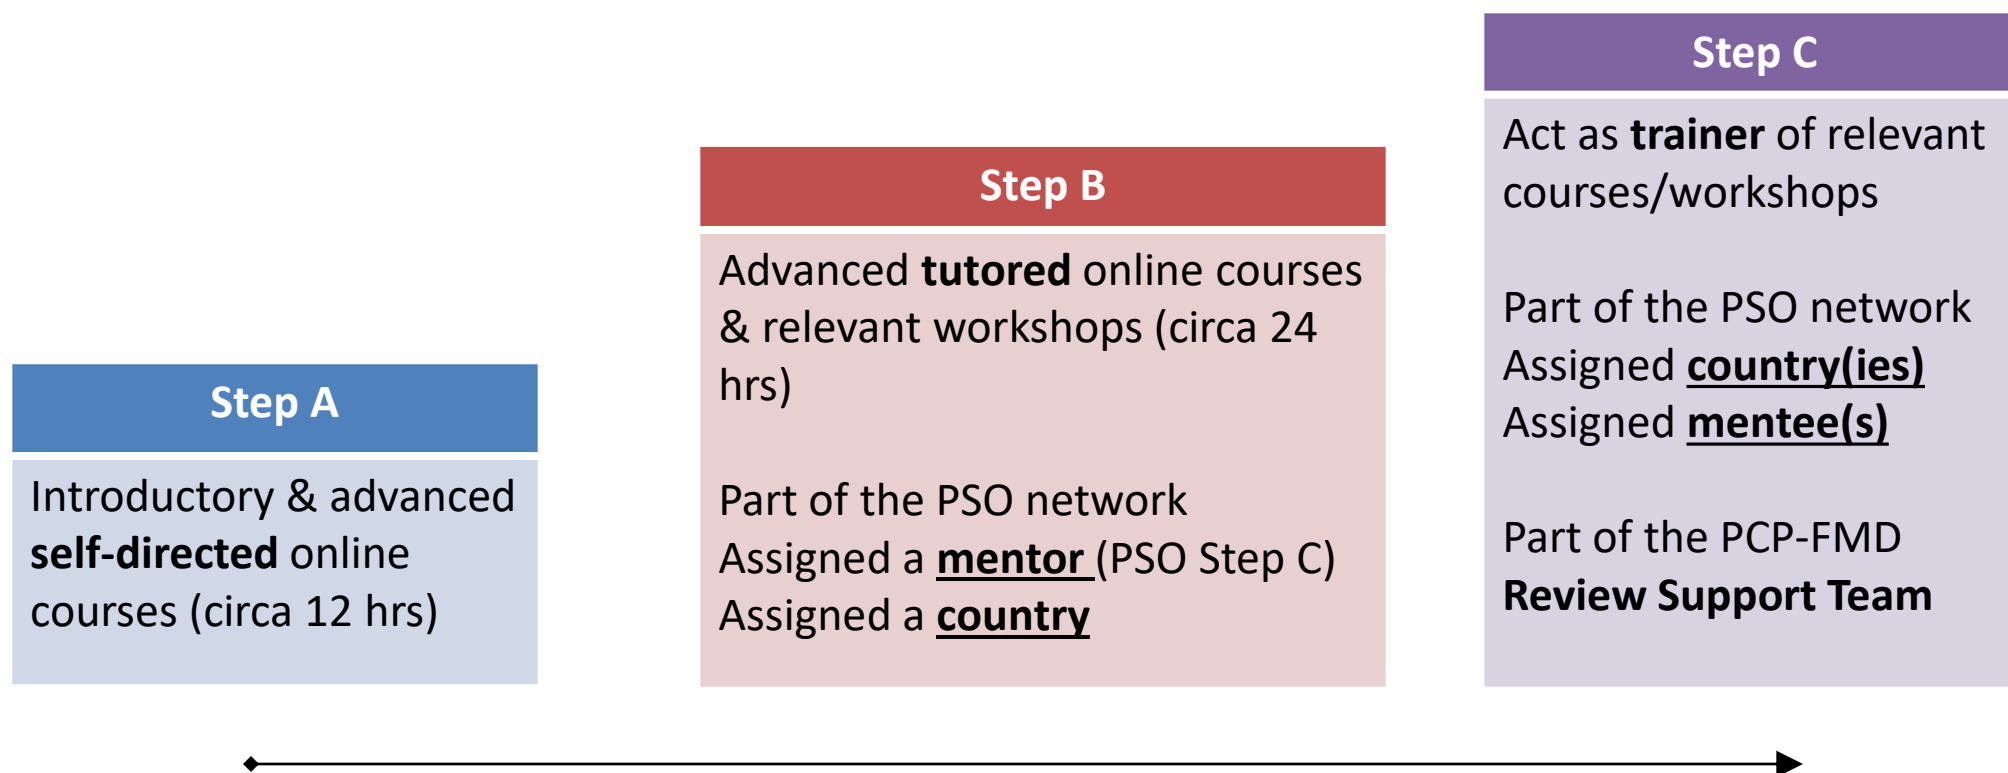 Step A
Introductory & advanced
self-directed online
courses (circa 12 hrs)
Step B
Advanced tutored online courses
& relevant workshops (circa 24
hrs)
Part of the PSO network
Assigned a mentor (PSO Step C)
Assigned a country
Step C
Act as trainer of relevant
courses/workshops
Part of the PSO network
Assigned country(ies)
Assigned mentee(s)
Part of the PCP-FMD
Review Support Team